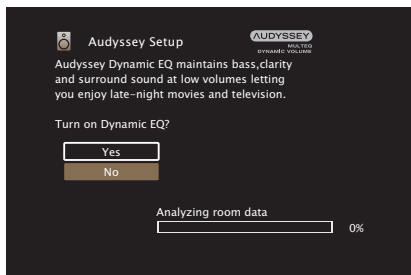 Audyssey Setup
AUDYSSEY
MULTEQ
DYNAMIC VOLUME
Audyssey Dynamic EQ maintains bass,clarity
and surround sound at low volumes letting
you enjoy late-night movies and television.
Turn on Dynamic EQ?
Yes
No
Analyzing room data
0%